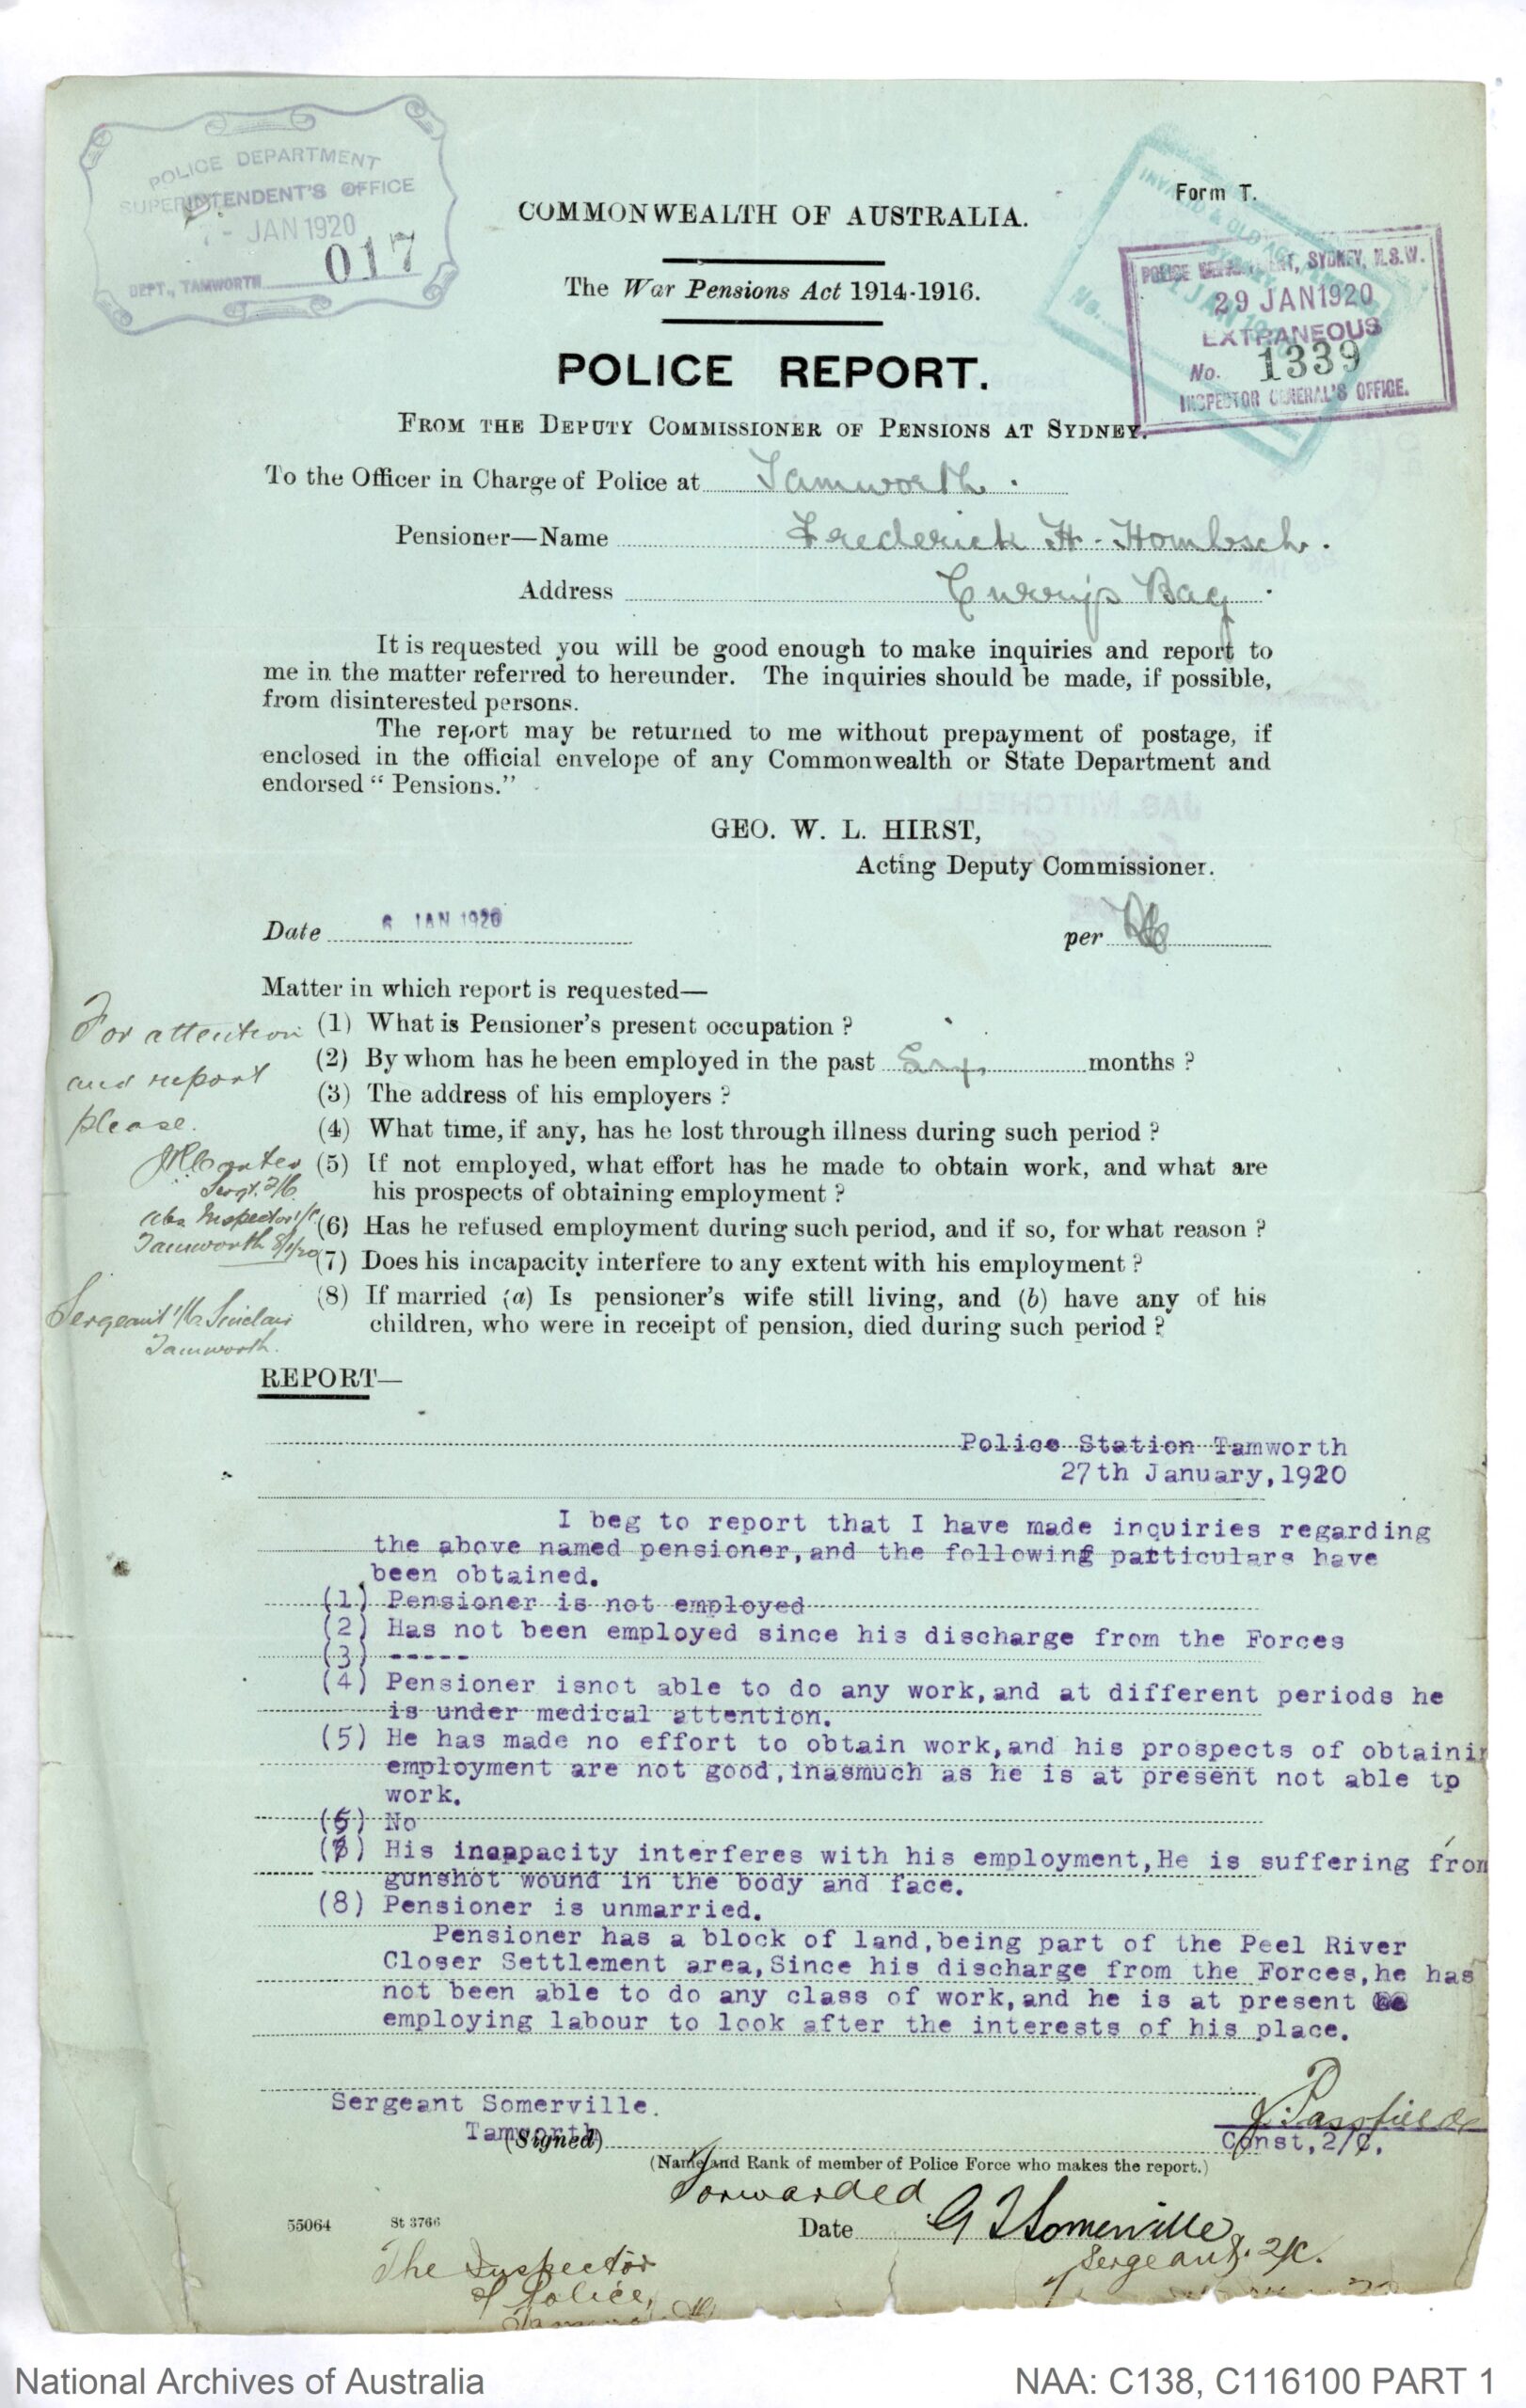 POLICE DEPARTMENT
SUPERINTENDENT'S OFFICE
7 - JAN 1920
017
DEPT., TAMWORTH
Form T.
INVALID & OLD AGE
No.
POLICE DEPARTMENT, SYDNEY, N.S.W.
29 JAN 1920
EXTRANEOUS
No. 1339
INSPECTOR GENERAL'S OFFICE.
COMMONWEALTH OF AUSTRALIA.
The War Pensions Act 1914-1916.
POLICE REPORT.
FROM THE DEPUTY COMMISSIONER OF PENSIONS AT SYDNEY.
To the Officer in Charge of Police at Tamworth.
Pensioner—Name Frederick H. Hombsch.
Address Bag
It is requested you will be good enough to make inquiries and report to
me in the matter referred to hereunder. The inquiries should be made, if possible,
from disinterested persons.
The report may be returned to me without prepayment of postage, if
enclosed in the official envelope of any Commonwealth or State Department and
endorsed “ Pensions.”
GEO. W. L. HIRST,
Acting Deputy Commissioner.
Date 6 JAN 1920
per
Matter in which report is requested—
(1) What is Pensioner's present occupation ?
(2) By whom has he been employed in the past Six months ?
(3) The address of his employers ?
(4) What time, if any, has he lost through illness during such period ?
(5) If not employed, what effort has he made to obtain work, and what are
his prospects of obtaining employment ?
(6) Has he refused employment during such period, and if so, for what reason ?
(7) Does his incapacity interfere to any extent with his employment ?
(8) If married (a) Is pensioner's wife still living, and (b) have any of his
children, who were in receipt of pension, died during such period ?
For attention
and report
please.
Sergt.
Abs Inspector
Tamworth 8/1/20
Sergeant 1/c Sinclair
Tamworth.
REPORT—
Police Station Tamworth
27th January,1920
I beg to report that I have made inquiries regarding
the above named pensioner,and the following particulars have
been obtained.
(1) Pensioner is not employed
(2) Has not been employed since his discharge from the Forces
(3) -----
(4) Pensioner isnot able to do any work,and at different periods he
is under medical attention.
(5) He has made no effort to obtain work,and his prospects of obtainin
employment are not good,inasmuch as he is at present not able tp
work.
(6) No
(7) His incappacity interferes with his employment,He is suffering from
gunshot wound in the body and face.
(8) Pensioner is unmarried.
Pensioner has a block of land,being part of the Peel River
Closer Settlement area,Since his discharge from the Forces,he has
not been able to do any class of work,and he is at present
employing labour to look after the interests of his place.
Sergeant Somerville.
Tamworth
J. Passfield
Const,2/C.
(Signed)
(Name and Rank of member of Police Force who makes the report.)
Forwarded
55064
St 3766
Date G Somerville
Sergeant. 2/C.
The Inspector
of Police,
National Archives of Australia
NAA: C138, C116100 PART 1